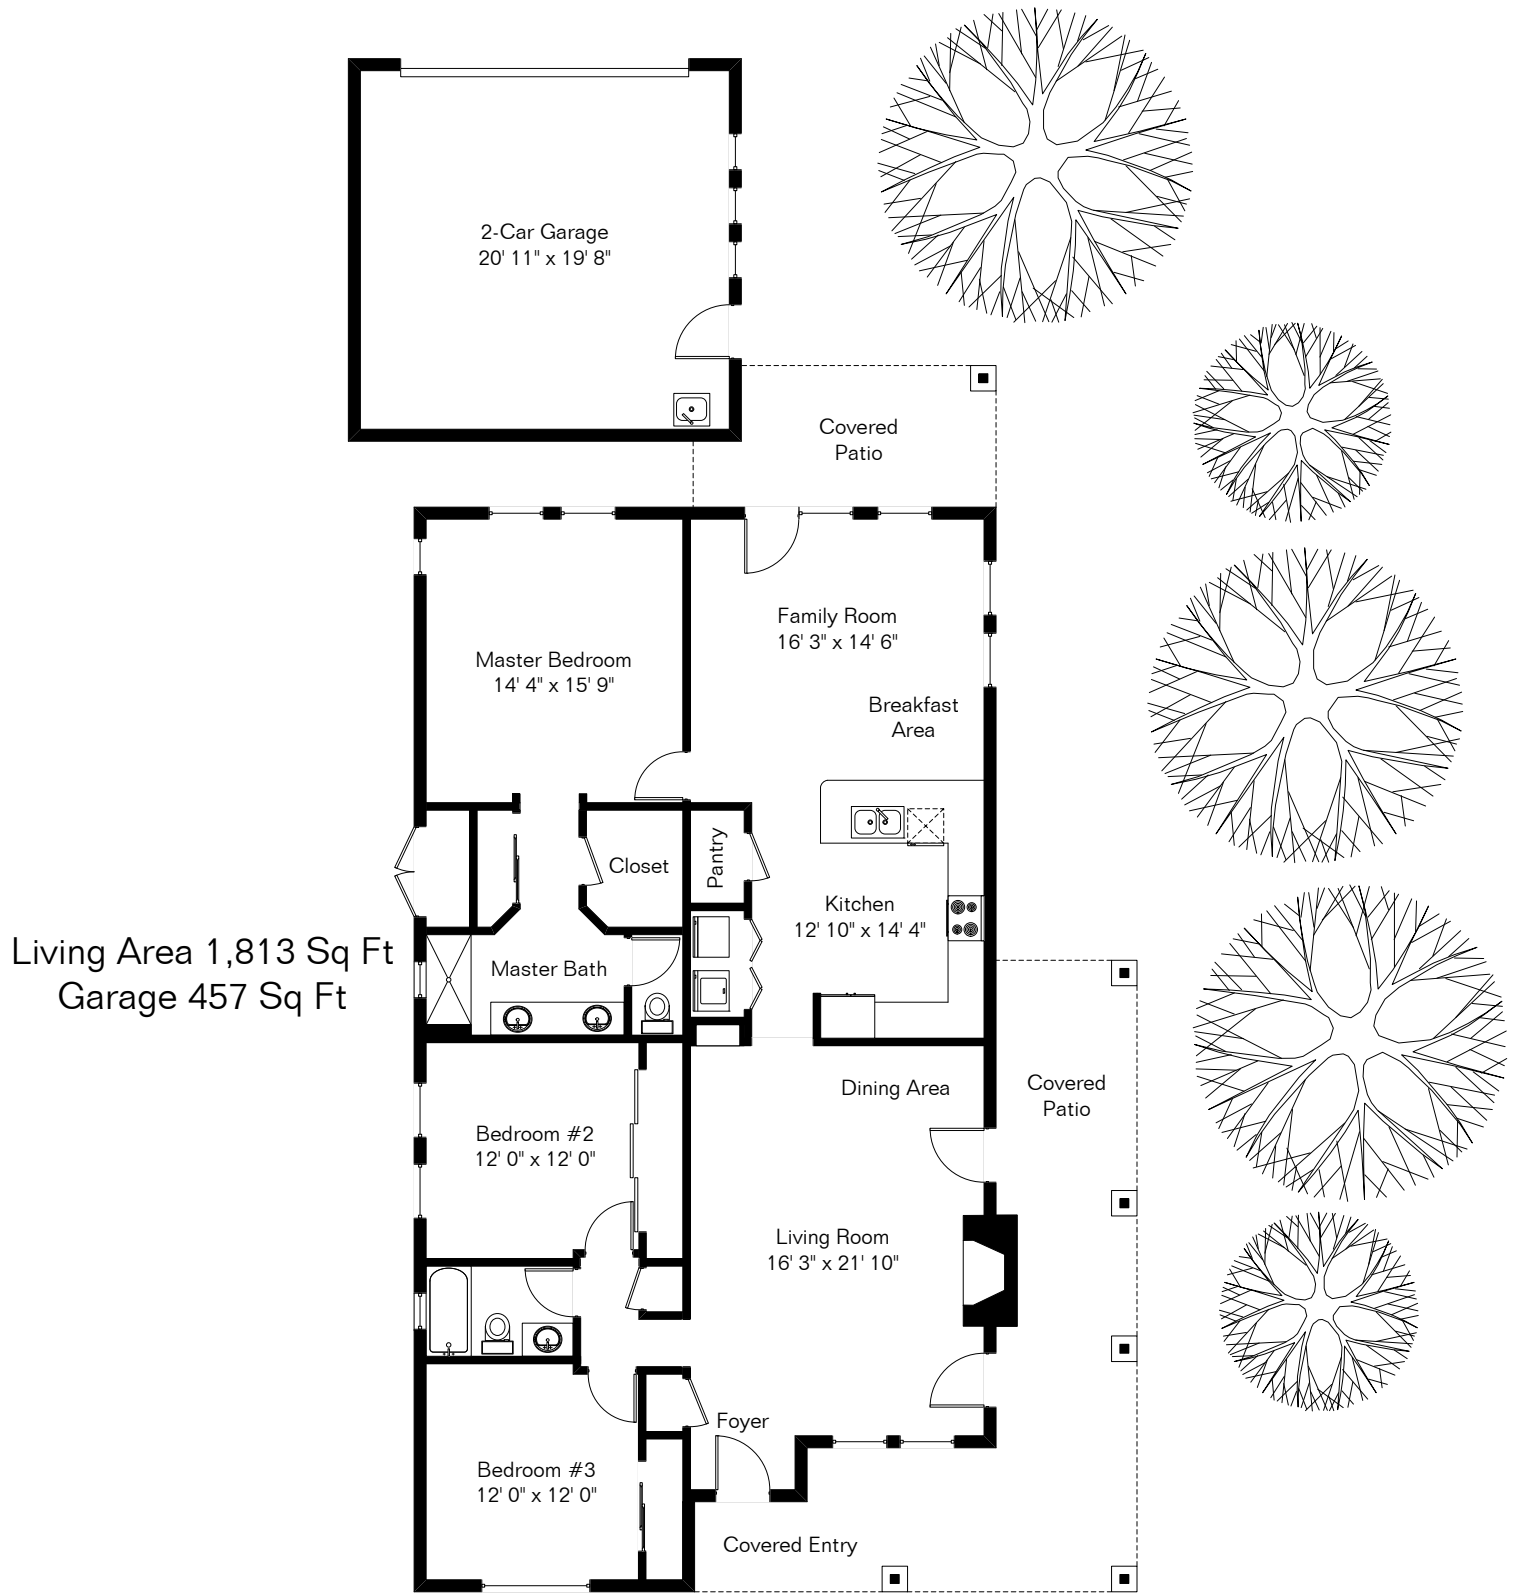 2-Car Garage
20' 11" x 19' 8"
Covered
Patio
Family Room
16' 3" x 14' 6"
Master Bedroom
14' 4" x 15' 9"
Breakfast
Area
Pantry
Closet
Kitchen
12' 10" x 14' 4"
Living Area 1,813 Sq Ft
Garage 457 Sq Ft
Master Bath
Dining Area
Covered
Patio
Bedroom #2
12' 0" x 12' 0"
Living Room
16' 3" x 21' 10"
Foyer
Bedroom #3
12' 0" x 12' 0"
Covered Entry